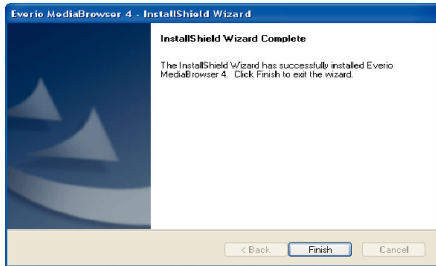 Everio MediaBrowser 4 - InstallShield Wizard
InstallShield Wizard Complete
The InstallShield Wizard has successfully installed Everio
MediaBrowser 4. Click Finish to exit the wizard.
< Back
Finish
Cancel